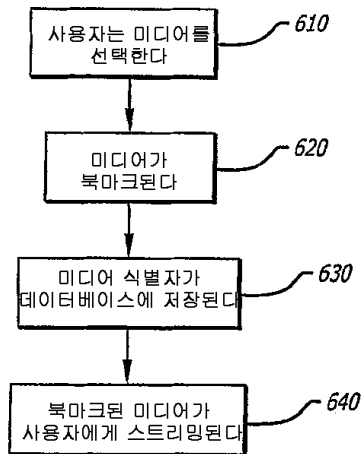 사용자는 미디어를
선택한다
610
미디어가
북마크된다
620
미디어 식별자가
데이터베이스에 저장된다
630
북마크된 미디어가
사용자에게 스트리밍된다
640